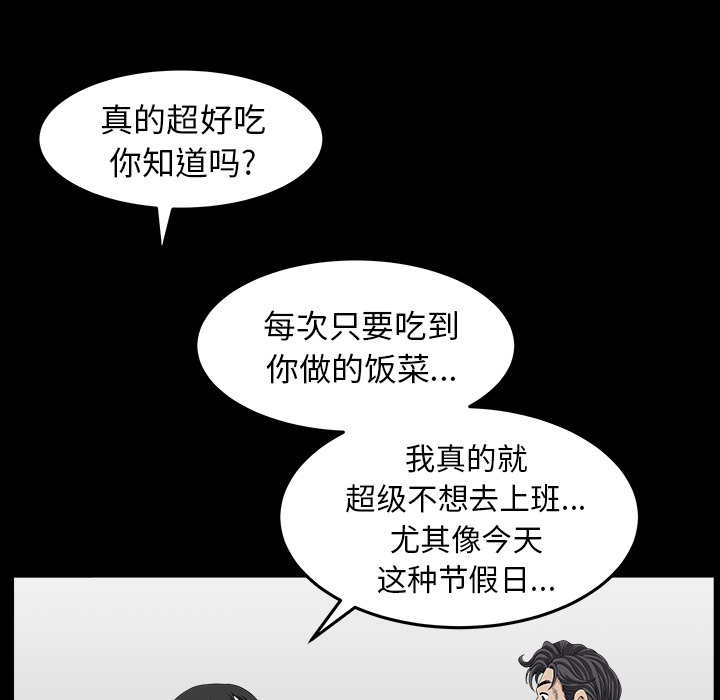 真的超好吃
你知道吗?
每次只要吃到
你做的饭菜...
我真的就
超级不想去上班...
尤其像今天
这种节假日...